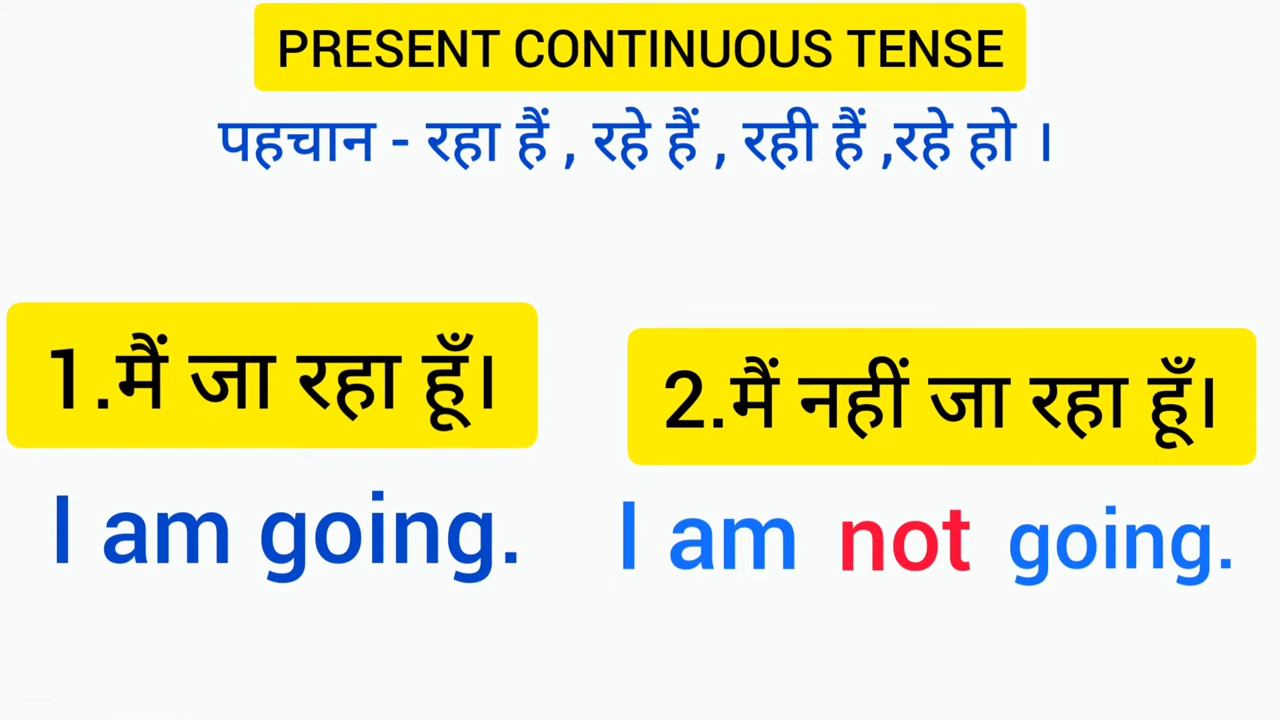 PRESENT CONTINUOUS TENSE
पहचान - रहा हैं , रहे हैं , रही हैं ,रहे हो ।
1.मैं जा रहा हूँ।
I am going.
2.मैं नहीं जा रहा हूँ।
I am not going.